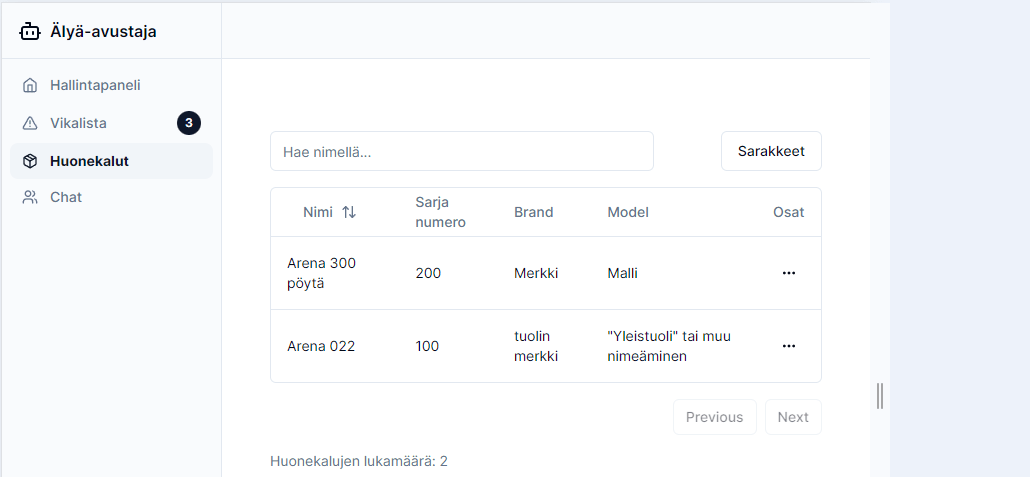 Älyä-avustaja
Hallintapaneli
Vikalista 3
Huonekalut
Chat
Hae nimellä...
Sarakkeet
Nimi
Sarja
numero
Brand
Model
Osat
Arena 300
pöytä
200
Merkki
Malli
Arena 022
100
tuolin
merkki
"Yleistuoli" tai muu
nimeäminen
Previous
Next
Huonekalujen lukamäärä: 2